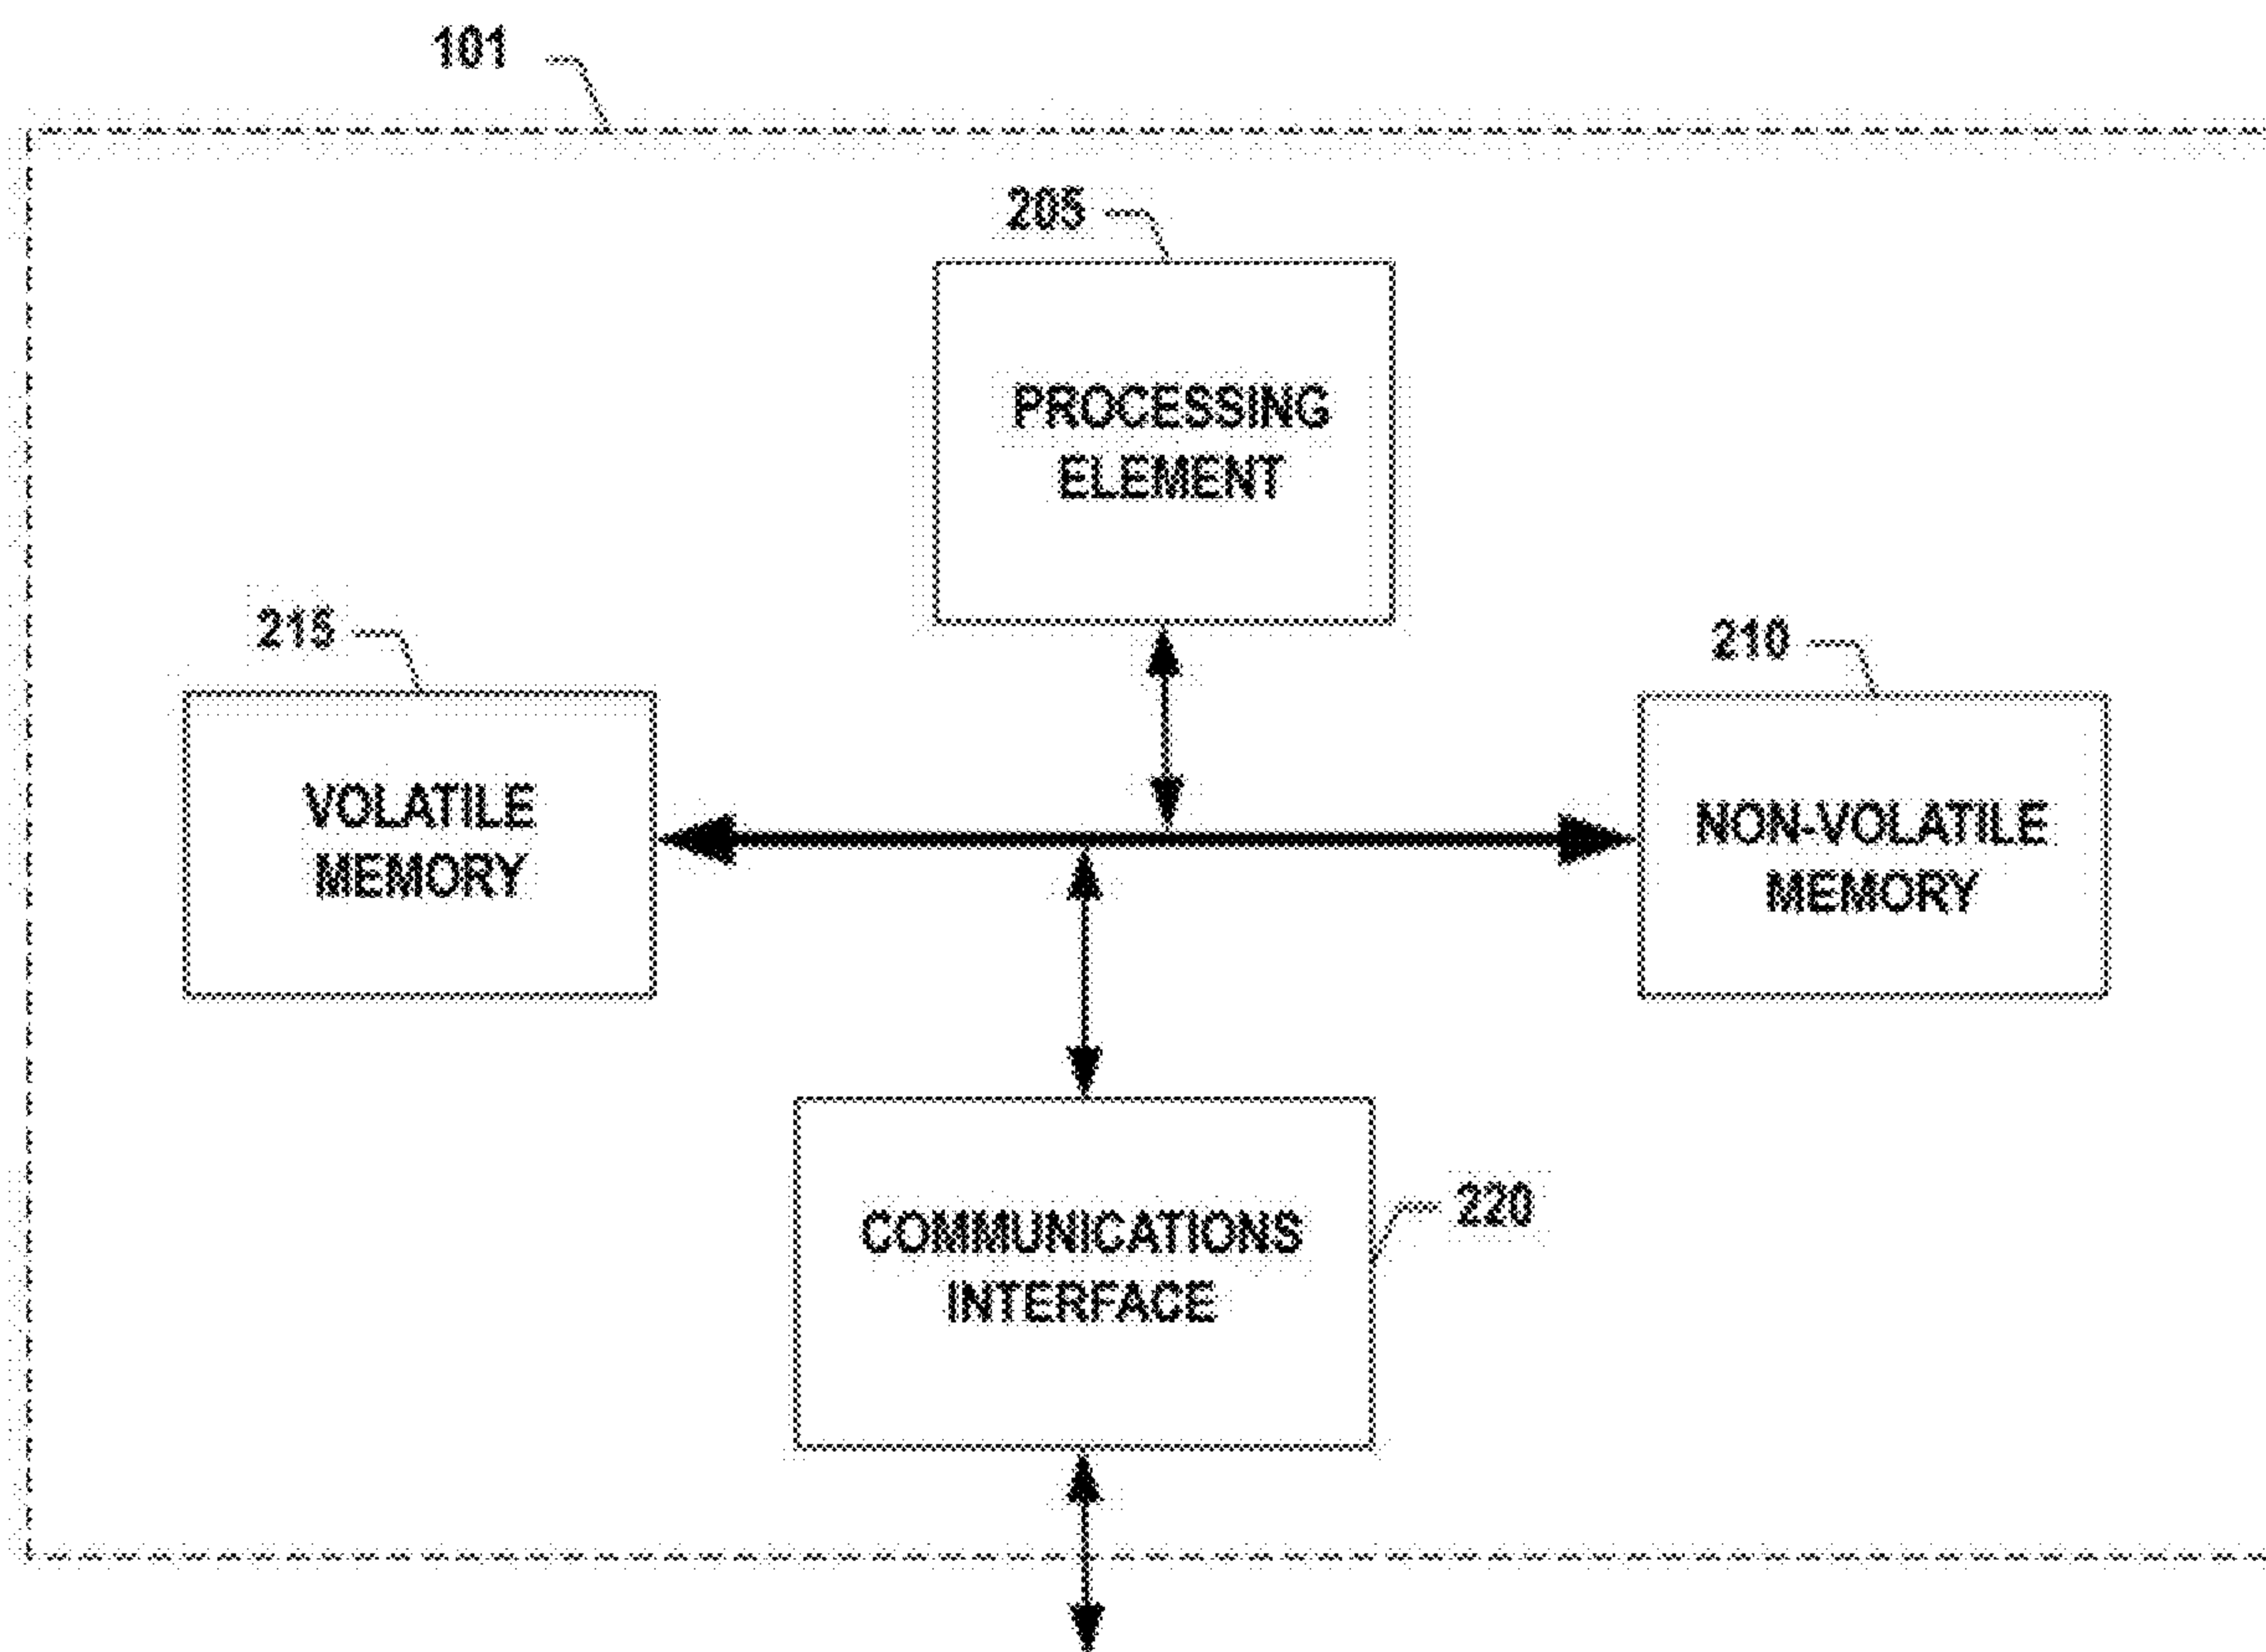 101
205
PROCESSING
ELEMENT
215
210
VOLATILE
MEMORY
NON-VOLATILE
MEMORY
220
COMMUNICATIONS
INTERFACE